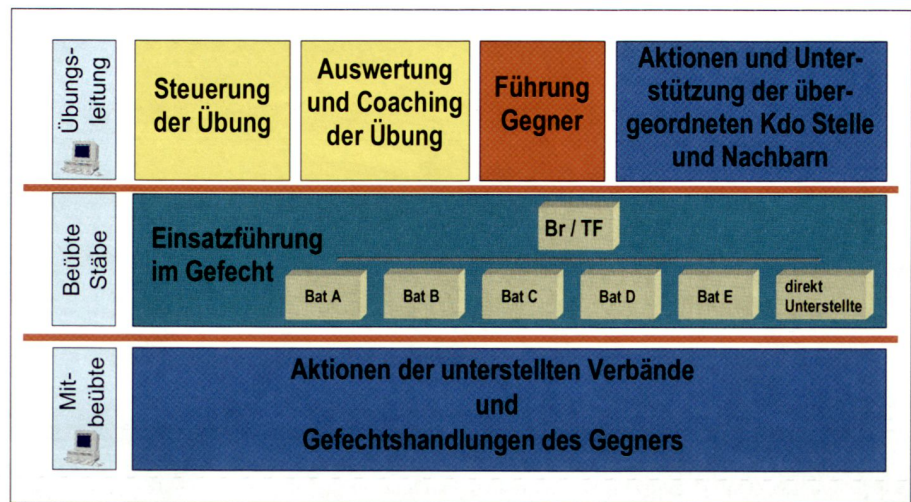 Übungs-
leitung
Steuerung
der Übung
Auswertung
und Coaching
der Übung
Führung
Gegner
Aktionen und Unter-
stützung der über-
geordneten Kdo Stelle
und Nachbarn
Beübte
Stäbe
Einsatzführung
im Gefecht
Br / TF
Bat A
Bat B
Bat C
Bat D
Bat E
direkt
Unterstellte
Mit-
beübte
Aktionen der unterstellten Verbände
und
Gefechtshandlungen des Gegners